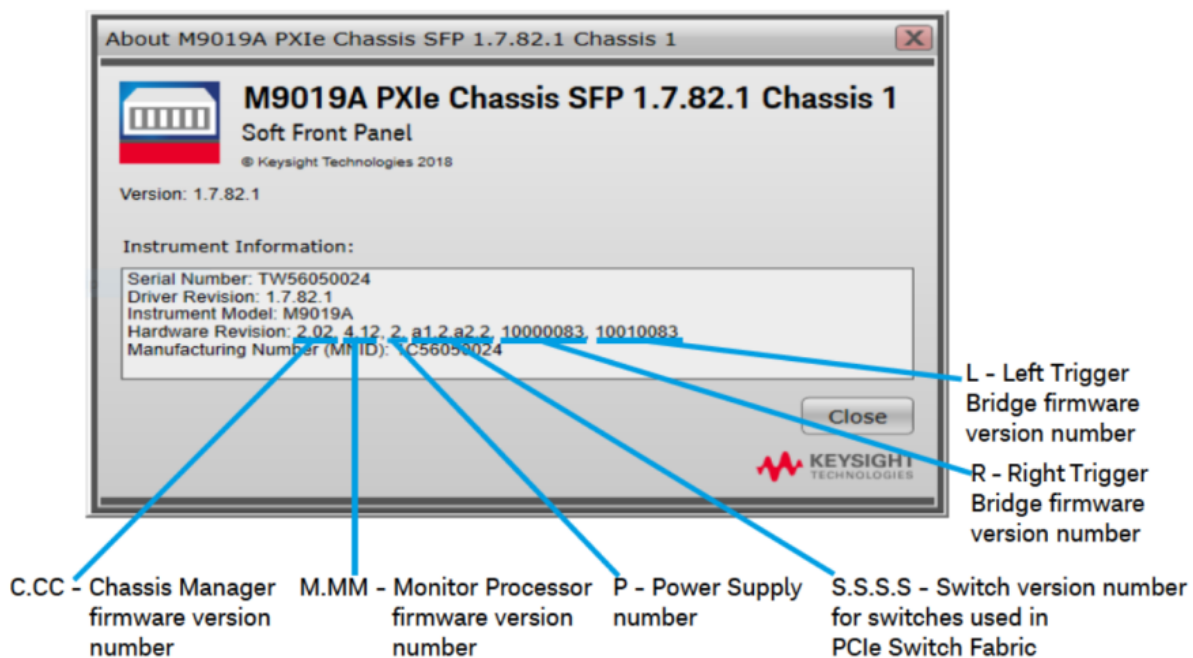 About M9019A PXIe Chassis SFP 1.7.82.1 Chassis 1
M9019A PXIe Chassis SFP 1.7.82.1 Chassis 1
Soft Front Panel
© Keysight Technologies 2018
Version: 1.7.82.1
Instrument Information:
Serial Number: TW56050024
Driver Revision: 1.7.82.1
Instrument Model: M9019A
Hardware Revision: 2.02, 4.12, 2, a1.2.a2.2, 10000083, 10010083,
Manufacturing Number (MNID): TC56050024
Close
KEYSIGHT
TECHNOLOGIES
L - Left Trigger
Bridge firmware
version number
R - Right Trigger
Bridge firmware
version number
C.CC - Chassis Manager
firmware version
number
M.MM - Monitor Processor
firmware version
number
P - Power Supply
number
S.S.S.S - Switch version number
for switches used in
PCIe Switch Fabric